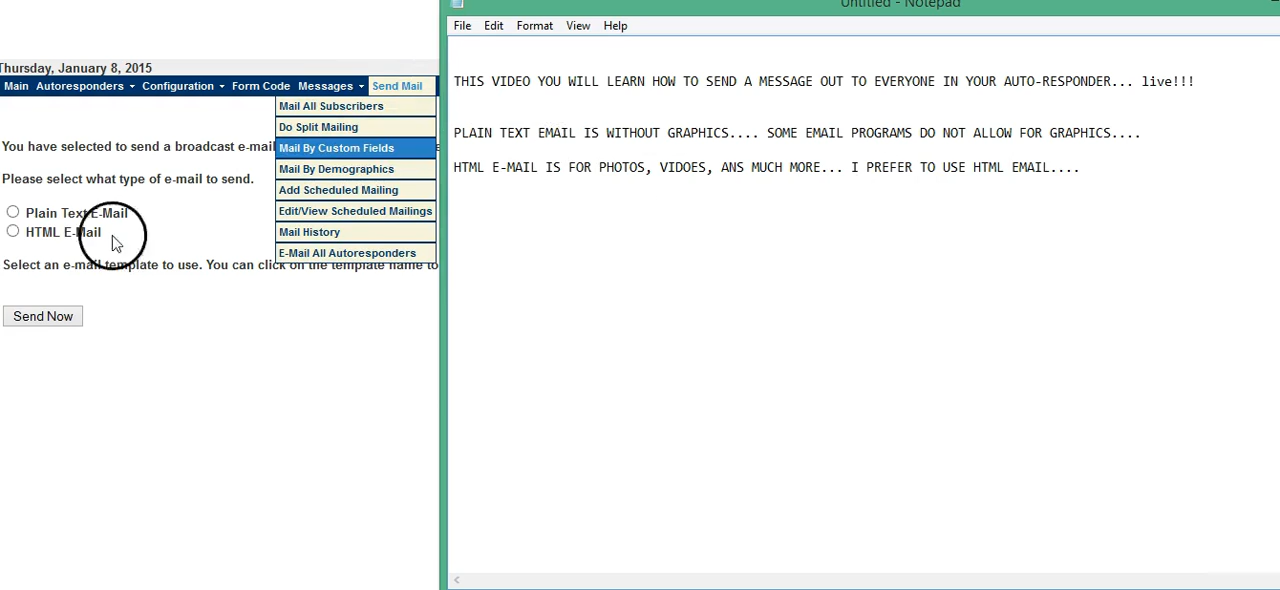 Thursday, January 8, 2015
Main Autoresponders Configuration Form Code Messages Send Mail
Mail All Subscribers
Do Split Mailing
Mail By Custom Fields
Mail By Demographics
Add Scheduled Mailing
Edit/View Scheduled Mailings
Mail History
E-Mail All Autoresponders
You have selected to send a broadcast e-mail
Please select what type of e-mail to send.
Plain Text E-Mail
HTML E-Mail
Select an e-mail template to use. You can click on the template name to
Send Now
Untitled - Notepad
File Edit Format View Help
THIS VIDEO YOU WILL LEARN HOW TO SEND A MESSAGE OUT TO EVERYONE IN YOUR AUTO-RESPONDER... live!!!
PLAIN TEXT EMAIL IS WITHOUT GRAPHICS.... SOME EMAIL PROGRAMS DO NOT ALLOW FOR GRAPHICS....
HTML E-MAIL IS FOR PHOTOS, VIDOES, ANS MUCH MORE... I PREFER TO USE HTML EMAIL....